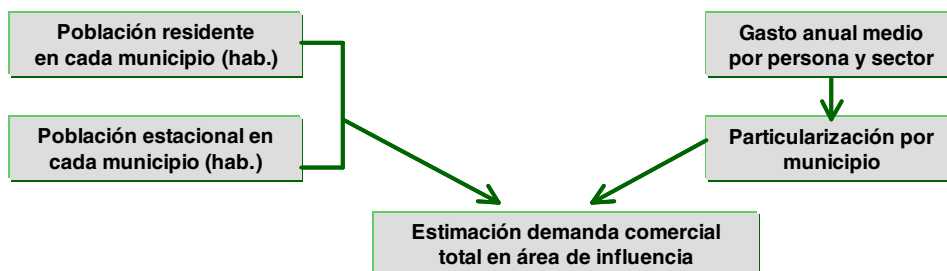 Población residente
en cada municipio (hab.)
Gasto anual medio
por persona y sector
Población estacional en
cada municipio (hab.)
Particularización por
municipio
Estimación demanda comercial
total en área de influencia